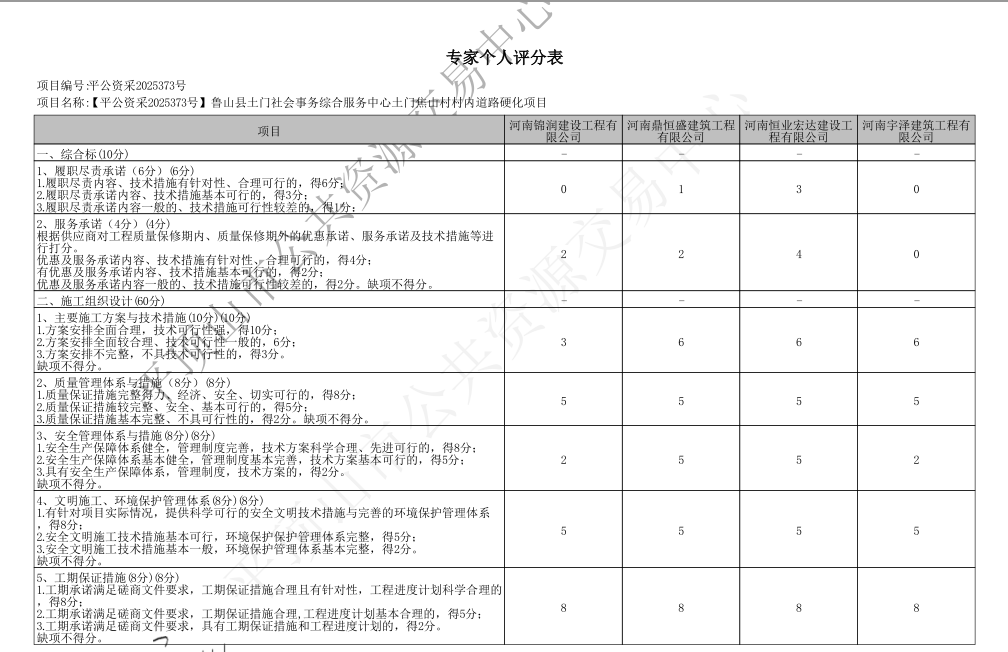 专家个人评分表
项目编号:平公资采2025373号
项目名称:【平公资采2025373号】鲁山县土门社会事务综合服务中心土门焦山村村内道路硬化项目
项目
河南锦润建设工程有限公司
河南鼎恒盛建筑工程有限公司
河南恒业宏达建设工程有限公司
河南宇泽建筑工程有限公司
一、综合标(10分)
— — — —
1、履职尽责承诺（6分）(6分)
1.履职尽责内容、技术措施有针对性、合理可行的，得6分；
2.履职尽责承诺内容、技术措施基本可行的，得3分；
3.履职尽责承诺内容一般的、技术措施可行性较差的，得1分；
0 1 3 0
2、服务承诺（4分）(4分)
根据供应商对工程质量保修期内、质量保修期外的优惠承诺、服务承诺及技术措施等进
行打分。
优惠及服务承诺内容、技术措施有针对性、合理可行的，得4分；
有优惠及服务承诺内容、技术措施基本可行的，得2分；
优惠及服务承诺内容一般的、技术措施可行性较差的，得2分。缺项不得分。
2 2 4 0
二、施工组织设计(60分)
— — — —
1、主要施工方案与技术措施(10分)(10分)
1.方案安排全面合理，技术可行性强，得10分；
2.方案安排全面较合理、技术可行性一般的，6分；
3.方案安排不完整，不具技术可行性的，得3分。
缺项不得分。
3 6 6 6
2、质量管理体系与措施（8分）(8分)
1.质量保证措施完整得力、经济、安全、切实可行的，得8分；
2.质量保证措施较完整、安全、基本可行的，得5分；
3.质量保证措施基本完整、不具可行性的，得2分。缺项不得分。
5 5 5 5
3、安全管理体系与措施(8分)(8分)
1.安全生产保障体系健全，管理制度完善，技术方案科学合理、先进可行的，得8分；
2.安全生产保障体系基本健全，管理制度基本完善，技术方案基本可行的，得5分；
3.具有安全生产保障体系，管理制度，技术方案的，得2分。
缺项不得分。
2 5 5 2
4、文明施工、环境保护管理体系(8分)(8分)
1.有针对项目实际情况，提供科学可行的安全文明技术措施与完善的环境保护管理体系
，得8分；
2.安全文明施工技术措施基本可行，环境保护保护管理体系完整，得5分；
3.安全文明施工技术措施基本一般，环境保护管理体系基本完整，得2分。
缺项不得分。
5 5 5 5
5、工期保证措施(8分)(8分)
1.工期承诺满足磋商文件要求，工期保证措施合理且有针对性，工程进度计划科学合理的
，得8分；
2.工期承诺满足磋商文件要求，工期保证措施合理,工程进度计划基本合理的，得5分；
3.工期承诺满足磋商文件要求，具有工期保证措施和工程进度计划的，得2分。
缺项不得分。
8 8 8 8
平顶山市公共资源交易中心
平顶山市公共资源交易中心